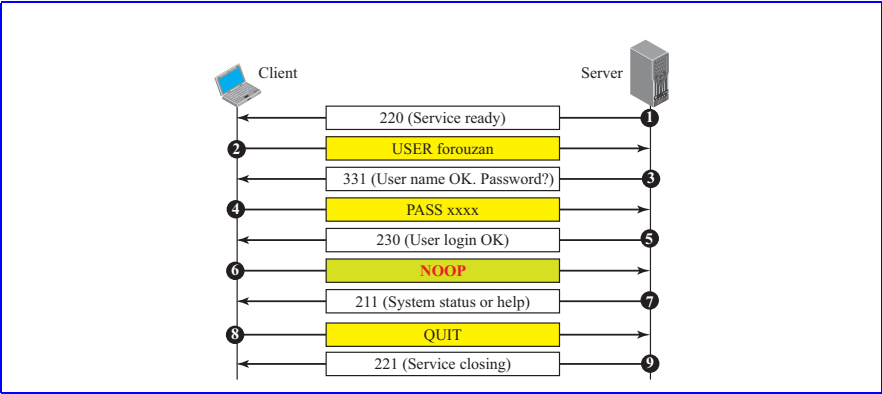 Client
Server
220 (Service ready)
1
2
USER forouzan
331 (User name OK. Password?)
3
4
PASS xxxx
230 (User login OK)
5
6
NOOP
211 (System status or help)
7
8
QUIT
221 (Service closing)
9